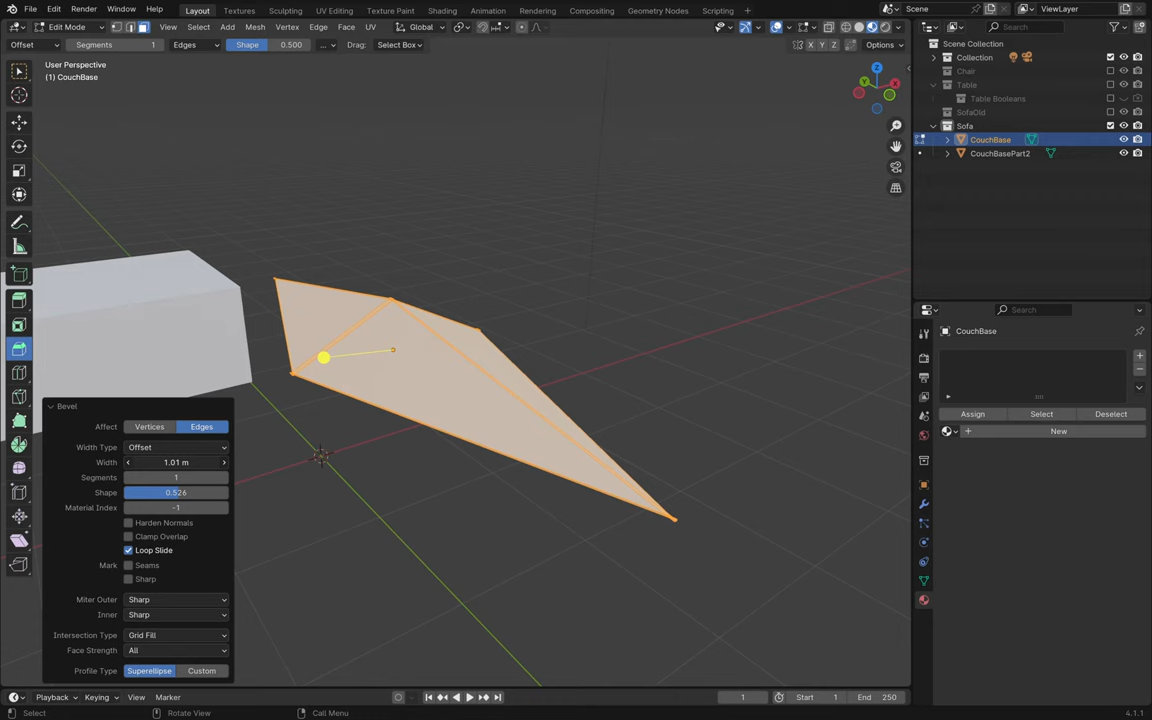 File Edit Render Window Help Layout Textures Sculpting UV Editing Texture Paint Shading Animation Rendering Compositing Geometry Nodes Scripting + Scene ViewLayer
Edit Mode View Select Add Mesh Vertex Edge Face UV Global Search
Offset Segments 1 Edges Shape 0.500 ... Drag: Select Box X Y Z Options
User Perspective
(1) CouchBase
Z
Y
X
Scene Collection
Collection
Chair
Table
Table Booleans
SofaOld
Sofa
CouchBase
CouchBasePart2
Search
CouchBase
Assign Select Deselect
New
Bevel
Affect Vertices Edges
Width Type Offset
Width 1.01 m
Segments 1
Shape 0.526
Material Index -1
Harden Normals
Clamp Overlap
Loop Slide
Mark Seams
Sharp
Miter Outer Sharp
Inner Sharp
Intersection Type Grid Fill
Face Strength All
Profile Type Superellipse Custom
Playback Keying View Marker 1 Start 1 End 250
Select Rotate View Call Menu 4.1.1